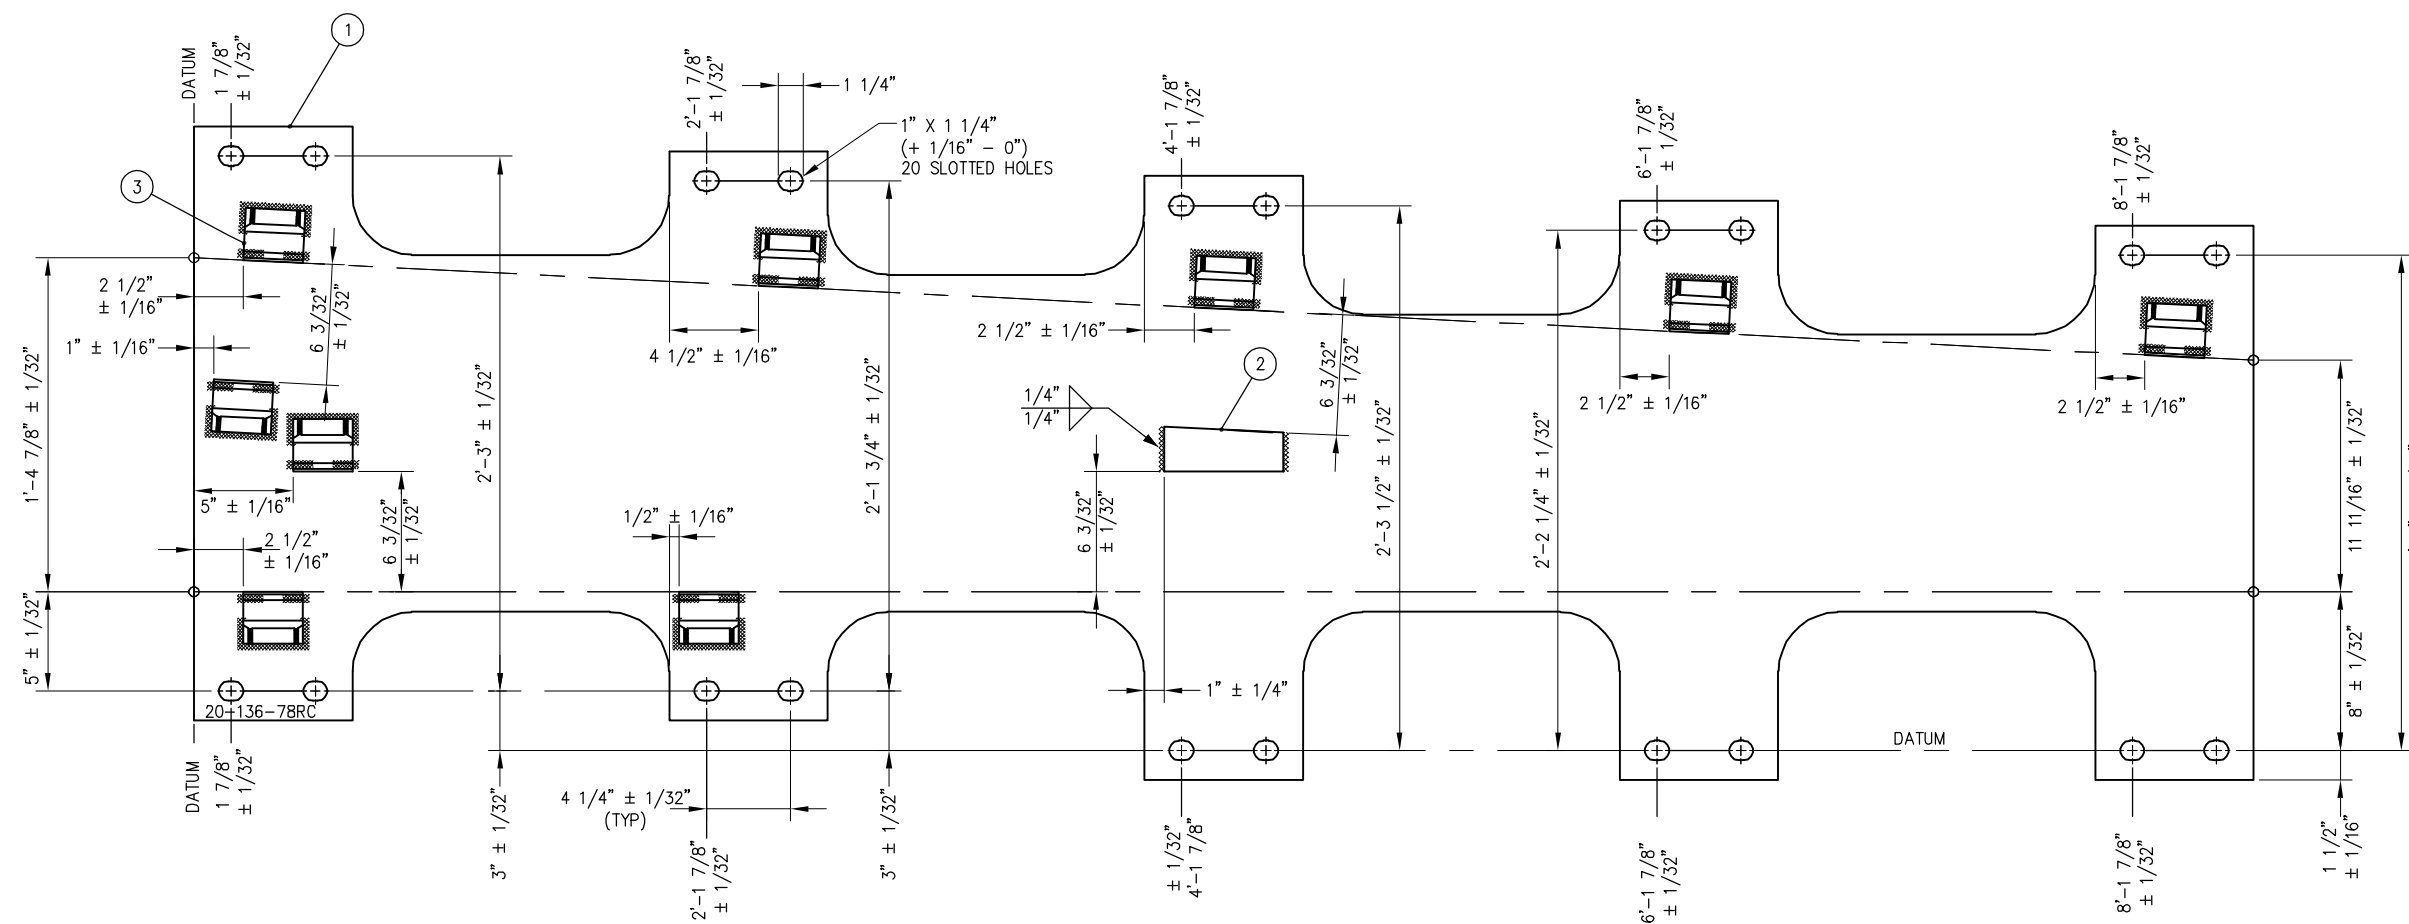 1
DATUM
1 7/8"
± 1/32"
2'-1 7/8"
± 1/32"
1 1/4"
1" X 1 1/4"
(+ 1/16" - 0")
20 SLOTTED HOLES
4'-1 7/8"
± 1/32"
6'-1 7/8"
± 1/32"
8'-1 7/8"
± 1/32"
3
2 1/2"
± 1/16"
6 3/32"
± 1/32"
1" ± 1/16"
1'-4 7/8" ± 1/32"
2'-3" ± 1/32"
4 1/2" ± 1/16"
2'-1 3/4" ± 1/32"
2 1/2" ± 1/16"
2
6 3/32"
± 1/32"
1/4"
1/4"
2'-3 1/2" ± 1/32"
2 1/2" ± 1/16"
2'-2 1/4" ± 1/32"
2 1/2" ± 1/16"
11 11/16" ± 1/32"
5" ± 1/16"
6 3/32"
± 1/32"
2 1/2"
± 1/16"
1/2" ± 1/16"
6 3/32"
± 1/32"
5" ± 1/32"
8" ± 1/32"
20-136-78RC
1" ± 1/4"
DATUM
DATUM
1 7/8"
± 1/32"
3" ± 1/32"
4 1/4" ± 1/32"
(TYP)
2'-1 7/8"
± 1/32"
3" ± 1/32"
± 1/32"
4'-1 7/8"
6'-1 7/8"
± 1/32"
8'-1 7/8"
± 1/32"
1 1/2"
± 1/16"